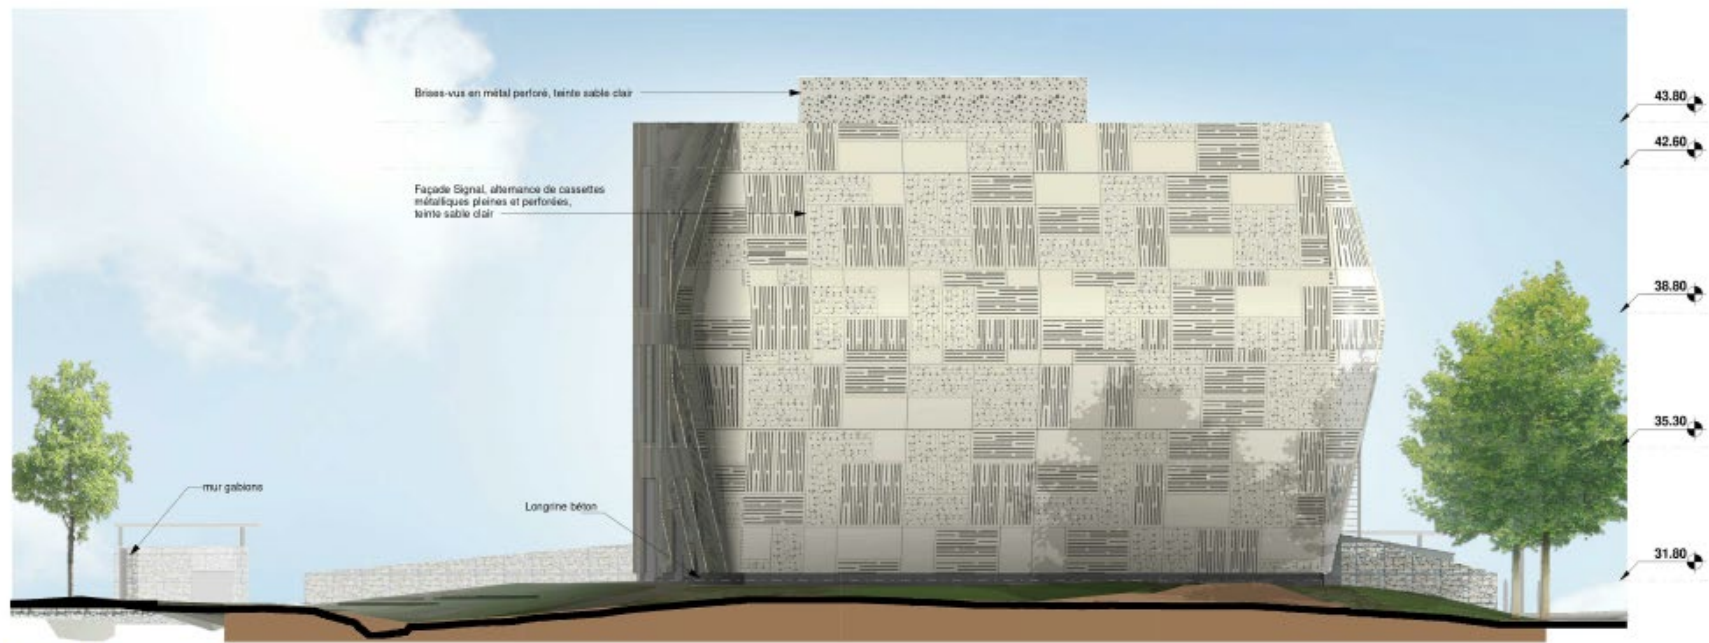 Brises-vus en métal perforé, teinte sable clair
43.80
42.60
Façade Signal, alternance de cassettes
métalliques pleines et perforées,
teinte sable clair
38.80
35.30
mur gabions
Longrine béton
31.80